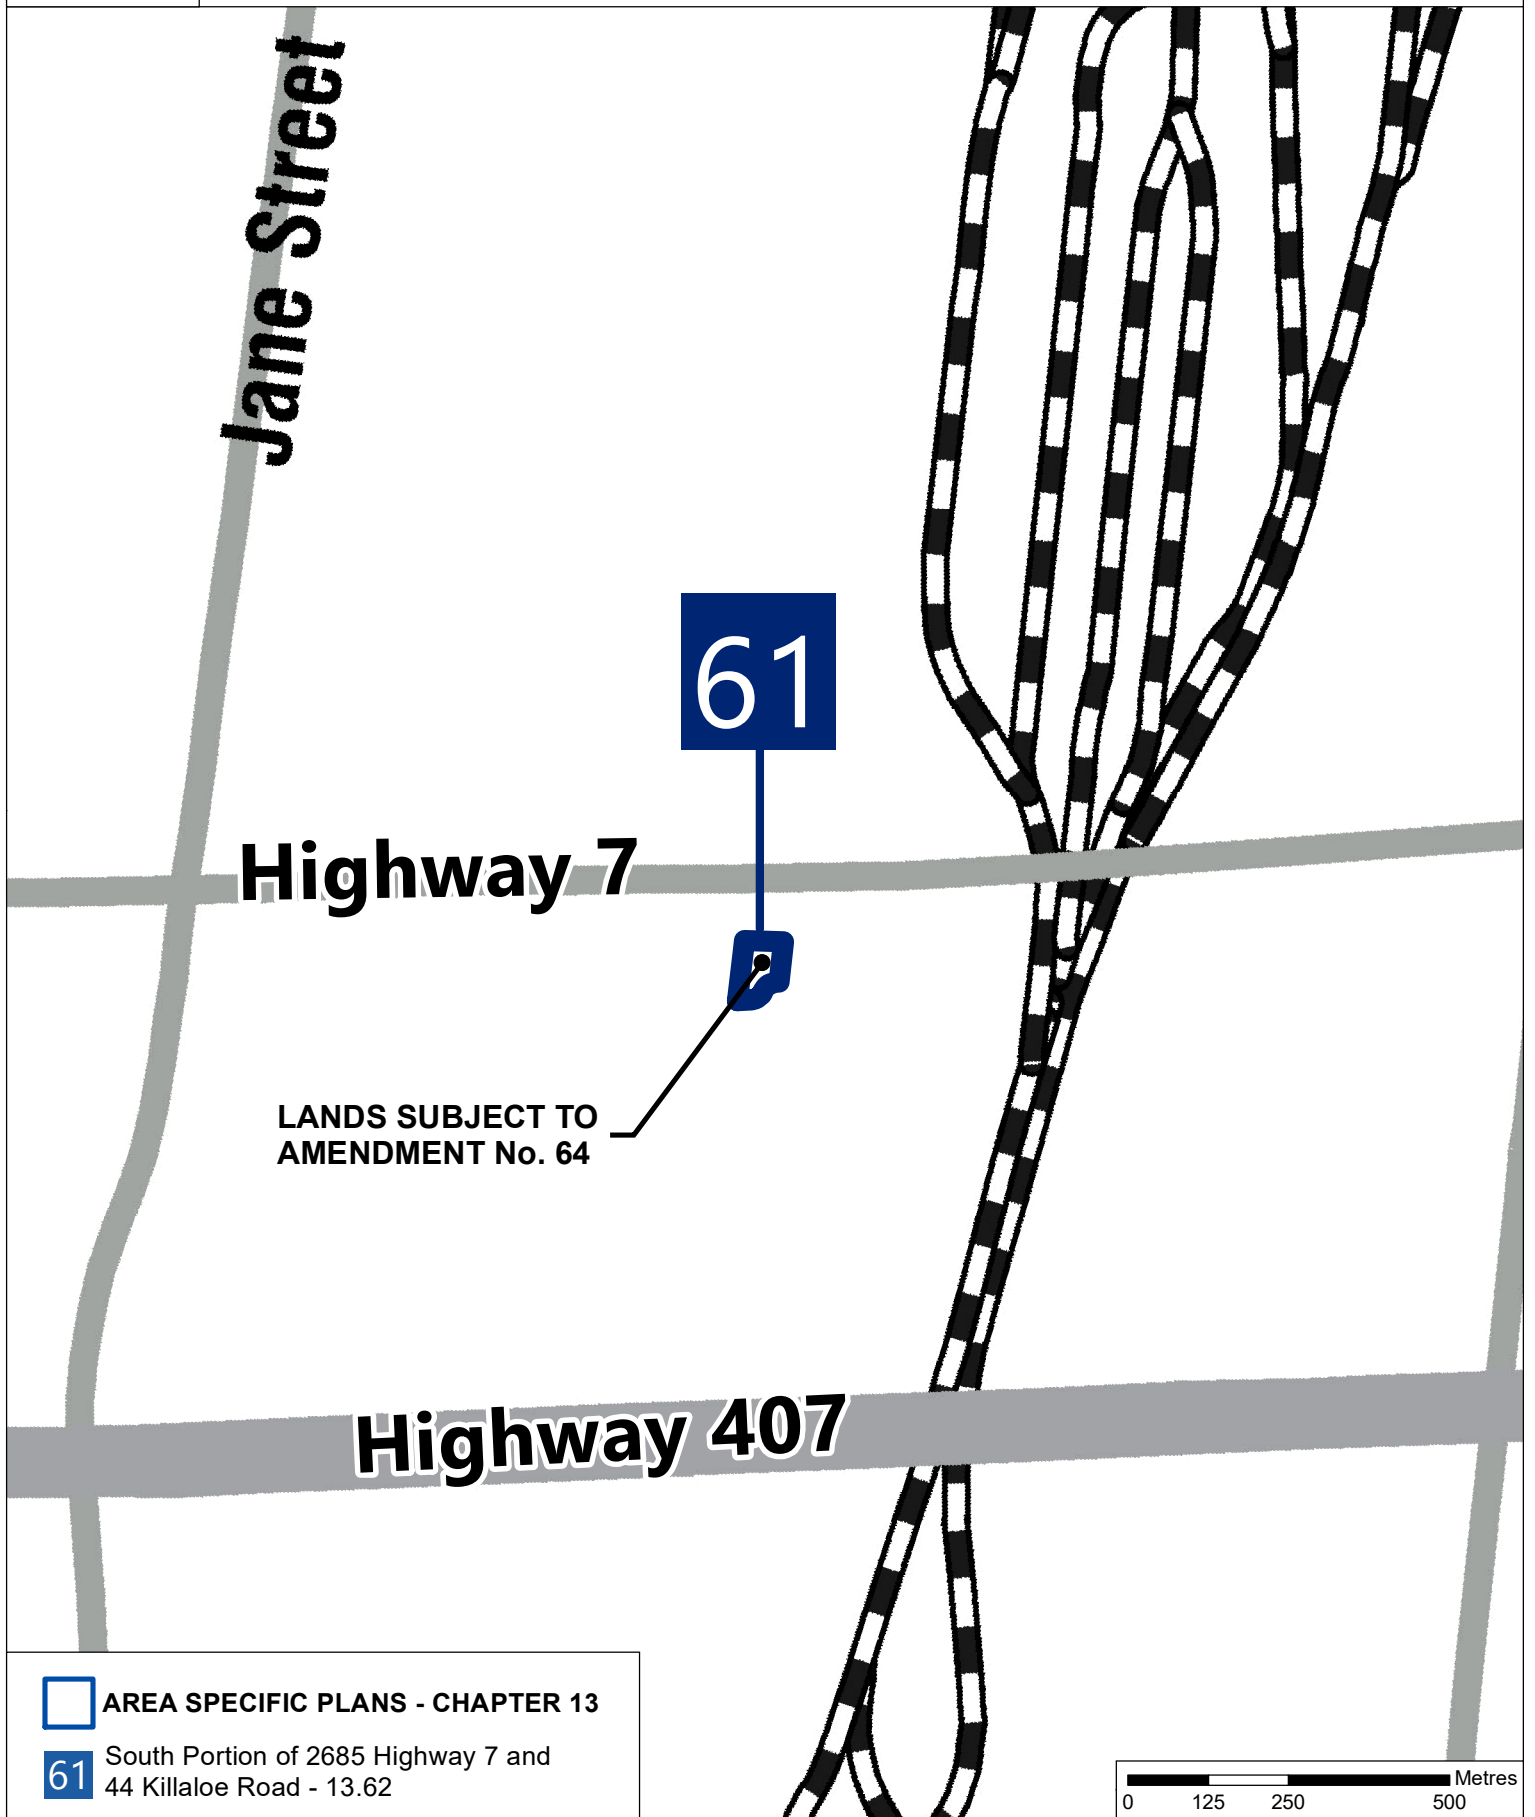 Jane Street
61
Highway 7
LANDS SUBJECT TO
AMENDMENT No. 64
Highway 407
AREA SPECIFIC PLANS - CHAPTER 13
61
South Portion of 2685 Highway 7 and
44 Killaloe Road - 13.62
Metres
0 125 250 500